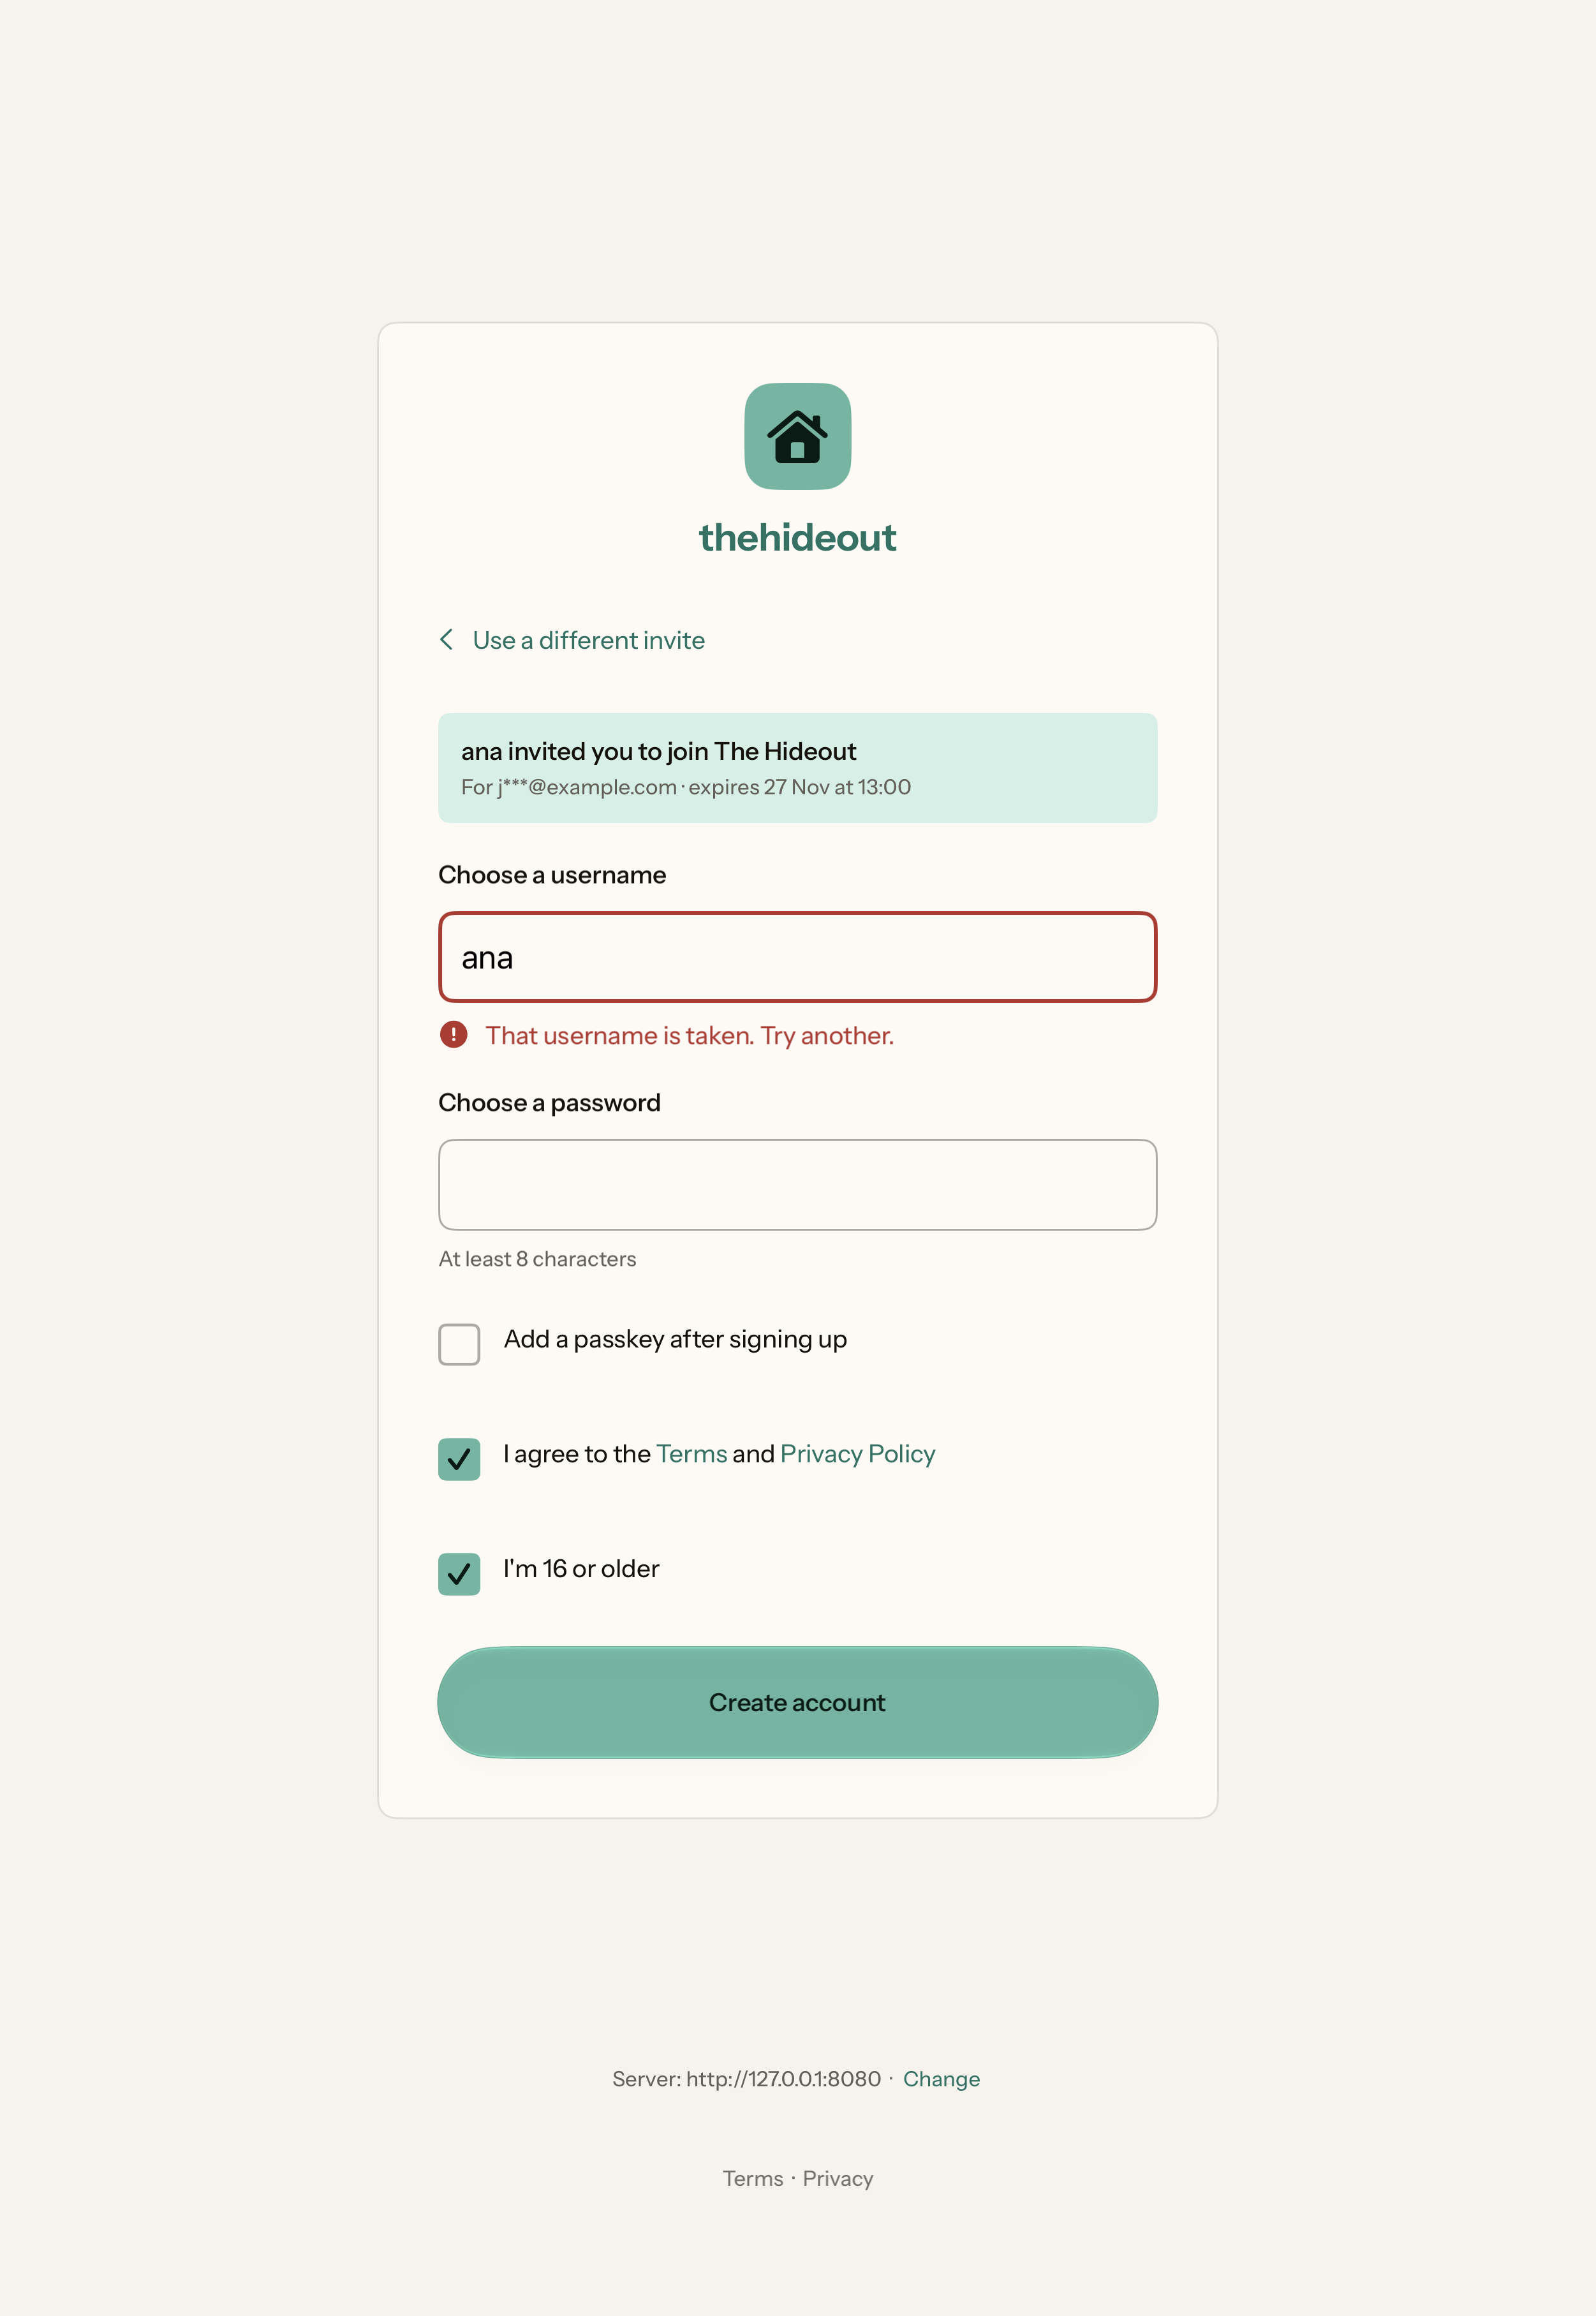 thehideout
Use a different invite
ana invited you to join The Hideout
For j***@example.com · expires 27 Nov at 13:00
Choose a username
ana
That username is taken. Try another.
Choose a password
At least 8 characters
Add a passkey after signing up
I agree to the Terms and Privacy Policy
I'm 16 or older
Create account
Server: http://127.0.0.1:8080 · Change
Terms · Privacy